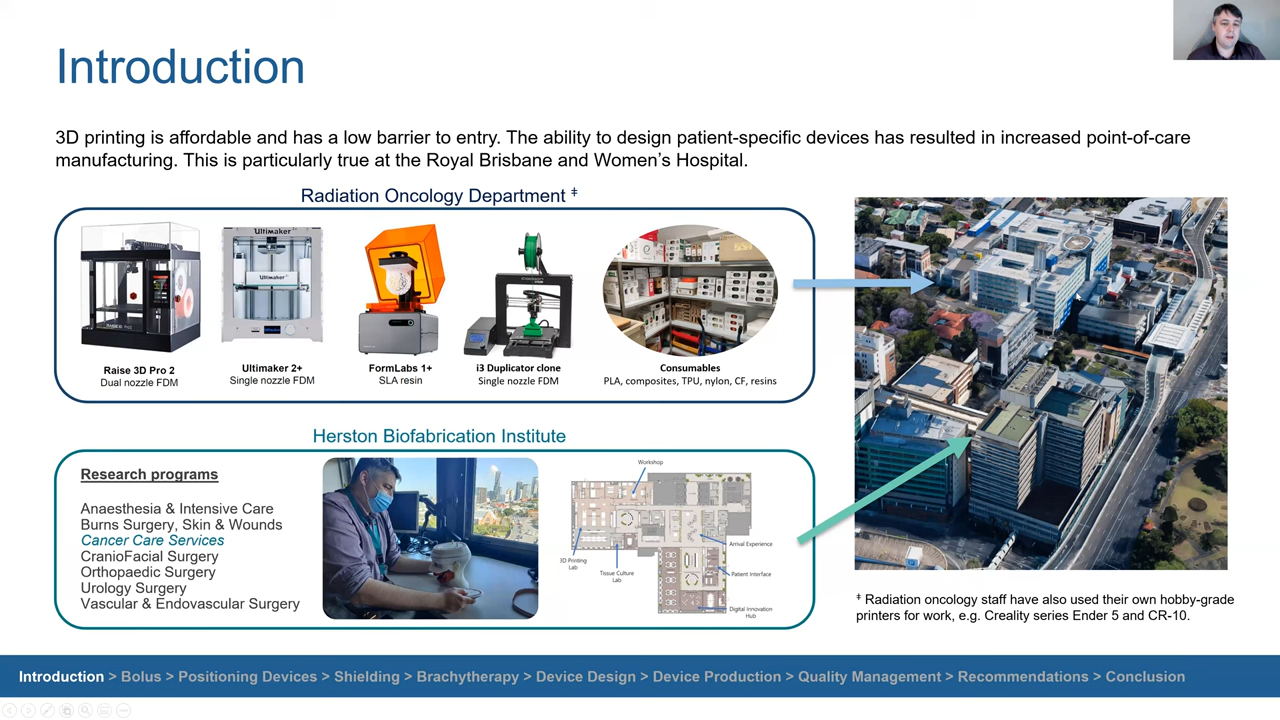 Introduction
3D printing is affordable and has a low barrier to entry. The ability to design patient-specific devices has resulted in increased point-of-care
manufacturing. This is particularly true at the Royal Brisbane and Women's Hospital.
Radiation Oncology Department ‡
Ultimaker
Ultimaker
RAISE3D Pro2
Raise 3D Pro 2
Dual nozzle FDM
Ultimaker 2+
Single nozzle FDM
FormLabs 1+
SLA resin
i3 Duplicator clone
Single nozzle FDM
Consumables
PLA, composites, TPU, nylon, CF, resins
Herston Biofabrication Institute
Research programs
Anaesthesia & Intensive Care
Burns Surgery, Skin & Wounds
Cancer Care Services
CranioFacial Surgery
Orthopaedic Surgery
Urology Surgery
Vascular & Endovascular Surgery
Workshop
3D Printing
Lab
Tissue Culture
Lab
Arrival Experience
Patient Interface
Digital Innovation
Hub
‡ Radiation oncology staff have also used their own hobby-grade
printers for work, e.g. Creality series Ender 5 and CR-10.
Introduction > Bolus > Positioning Devices > Shielding > Brachytherapy > Device Design > Device Production > Quality Management > Recommendations > Conclusion